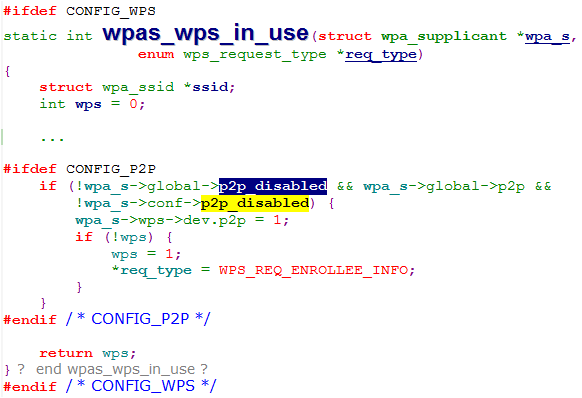 #ifdef CONFIG_WPS
static int wpas_wps_in_use(struct wpa_supplicant *wpa_s,
enum wps_request_type *req_type)
{
struct wpa_ssid *ssid;
int wps = 0;
...
#ifdef CONFIG_P2P
if (!wpa_s->global->p2p_disabled && wpa_s->global->p2p &&
!wpa_s->conf->p2p_disabled) {
wpa_s->wps->dev.p2p = 1;
if (!wps) {
wps = 1;
*req_type = WPS_REQ_ENROLLEE_INFO;
}
}
#endif /* CONFIG_P2P */
return wps;
} ? end wpas_wps_in_use ?
#endif /* CONFIG_WPS */